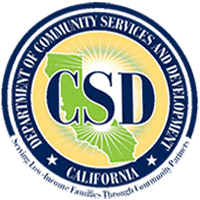 DEPARTMENT OF COMMUNITY SERVICES AND DEVELOPMENT
CSD
CALIFORNIA
Serving Low-Income Families Through Community Partners